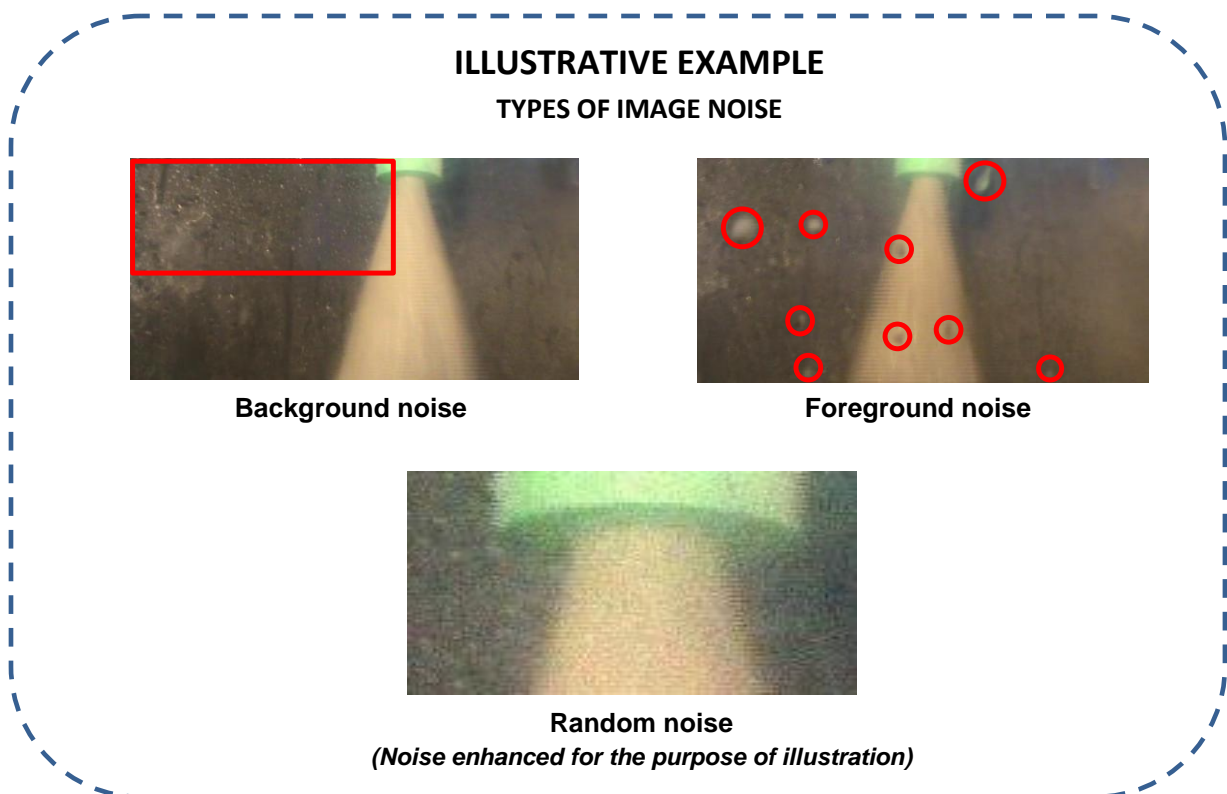 ILLUSTRATIVE EXAMPLE
TYPES OF IMAGE NOISE
Background noise
Foreground noise
Random noise
(Noise enhanced for the purpose of illustration)